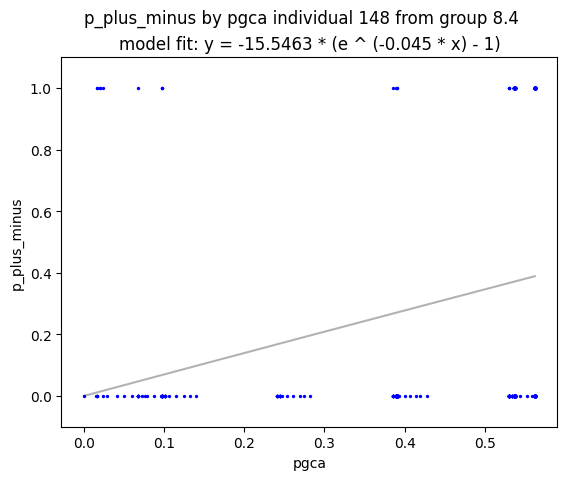 p_plus_minus by pgca individual 148 from group 8.4
model fit: y = -15.5463 * (e ^ (-0.045 * x) - 1)
1.0
0.8
0.6
0.4
0.2
0.0
p_plus_minus
0.0 0.1 0.2 0.3 0.4 0.5
pgca